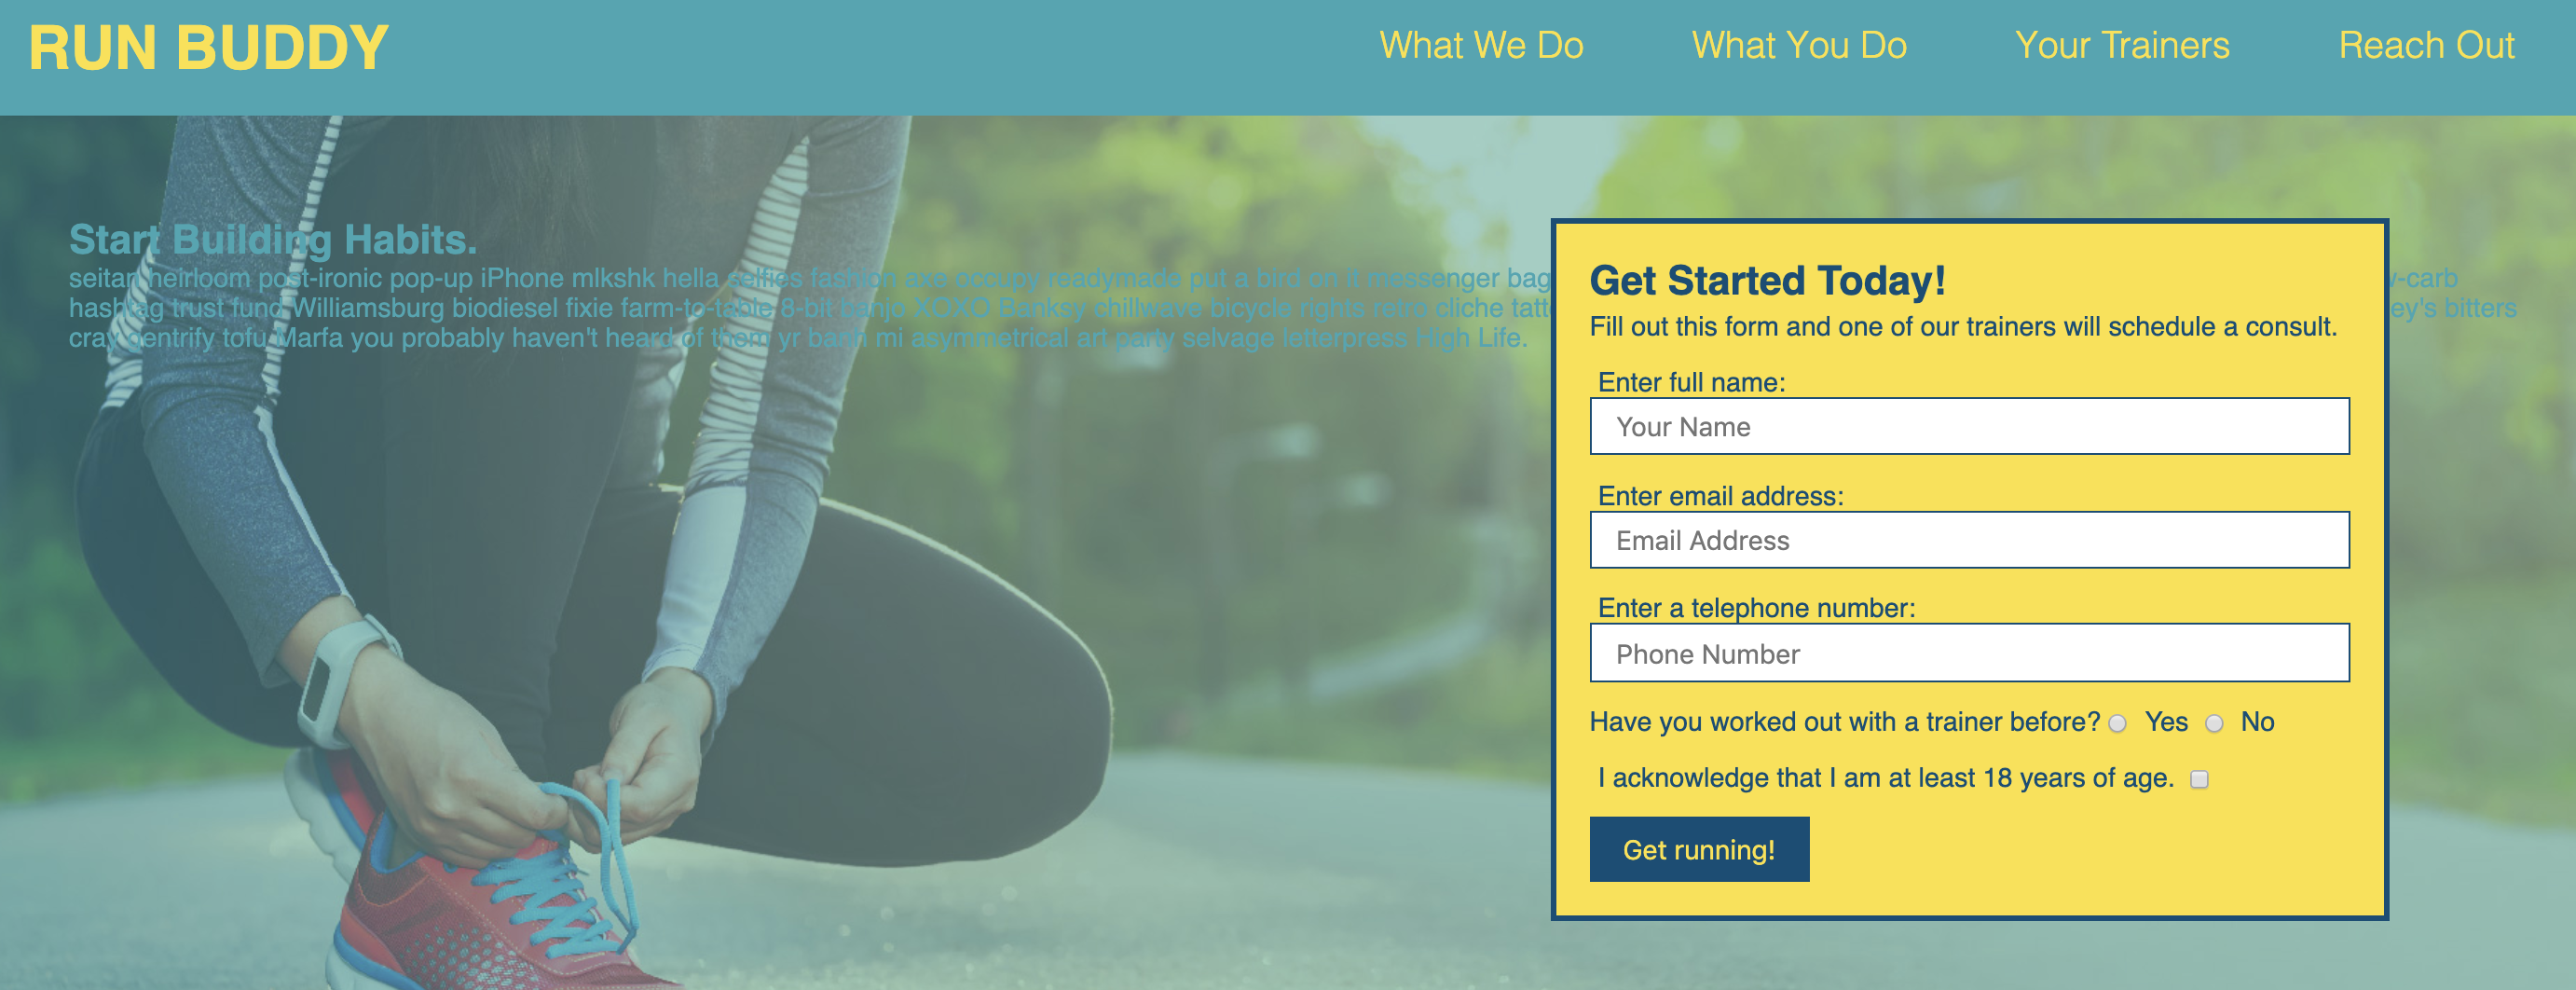 RUN BUDDY
What We Do
What You Do
Your Trainers
Reach Out
Start Building Habits.
seitan heirloom post-ironic pop-up iPhone mlkshk hella selfies fashion axe occupy readymade put a bird on it messenger bag
-carb
hashtag trust fund Williamsburg biodiesel fixie farm-to-table 8-bit banjo XOXO Banksy chillwave bicycle rights retro cliche
bitters
cray gentrify tofu Marfa you probably haven't heard of them yr banh mi asymmetrical art party selvage letterpress High Life.
Get Started Today!
Fill out this form and one of our trainers will schedule a consult.
Enter full name:
Your Name
Enter email address:
Email Address
Enter a telephone number:
Phone Number
Have you worked out with a trainer before? Yes No
I acknowledge that I am at least 18 years of age.
Get running!